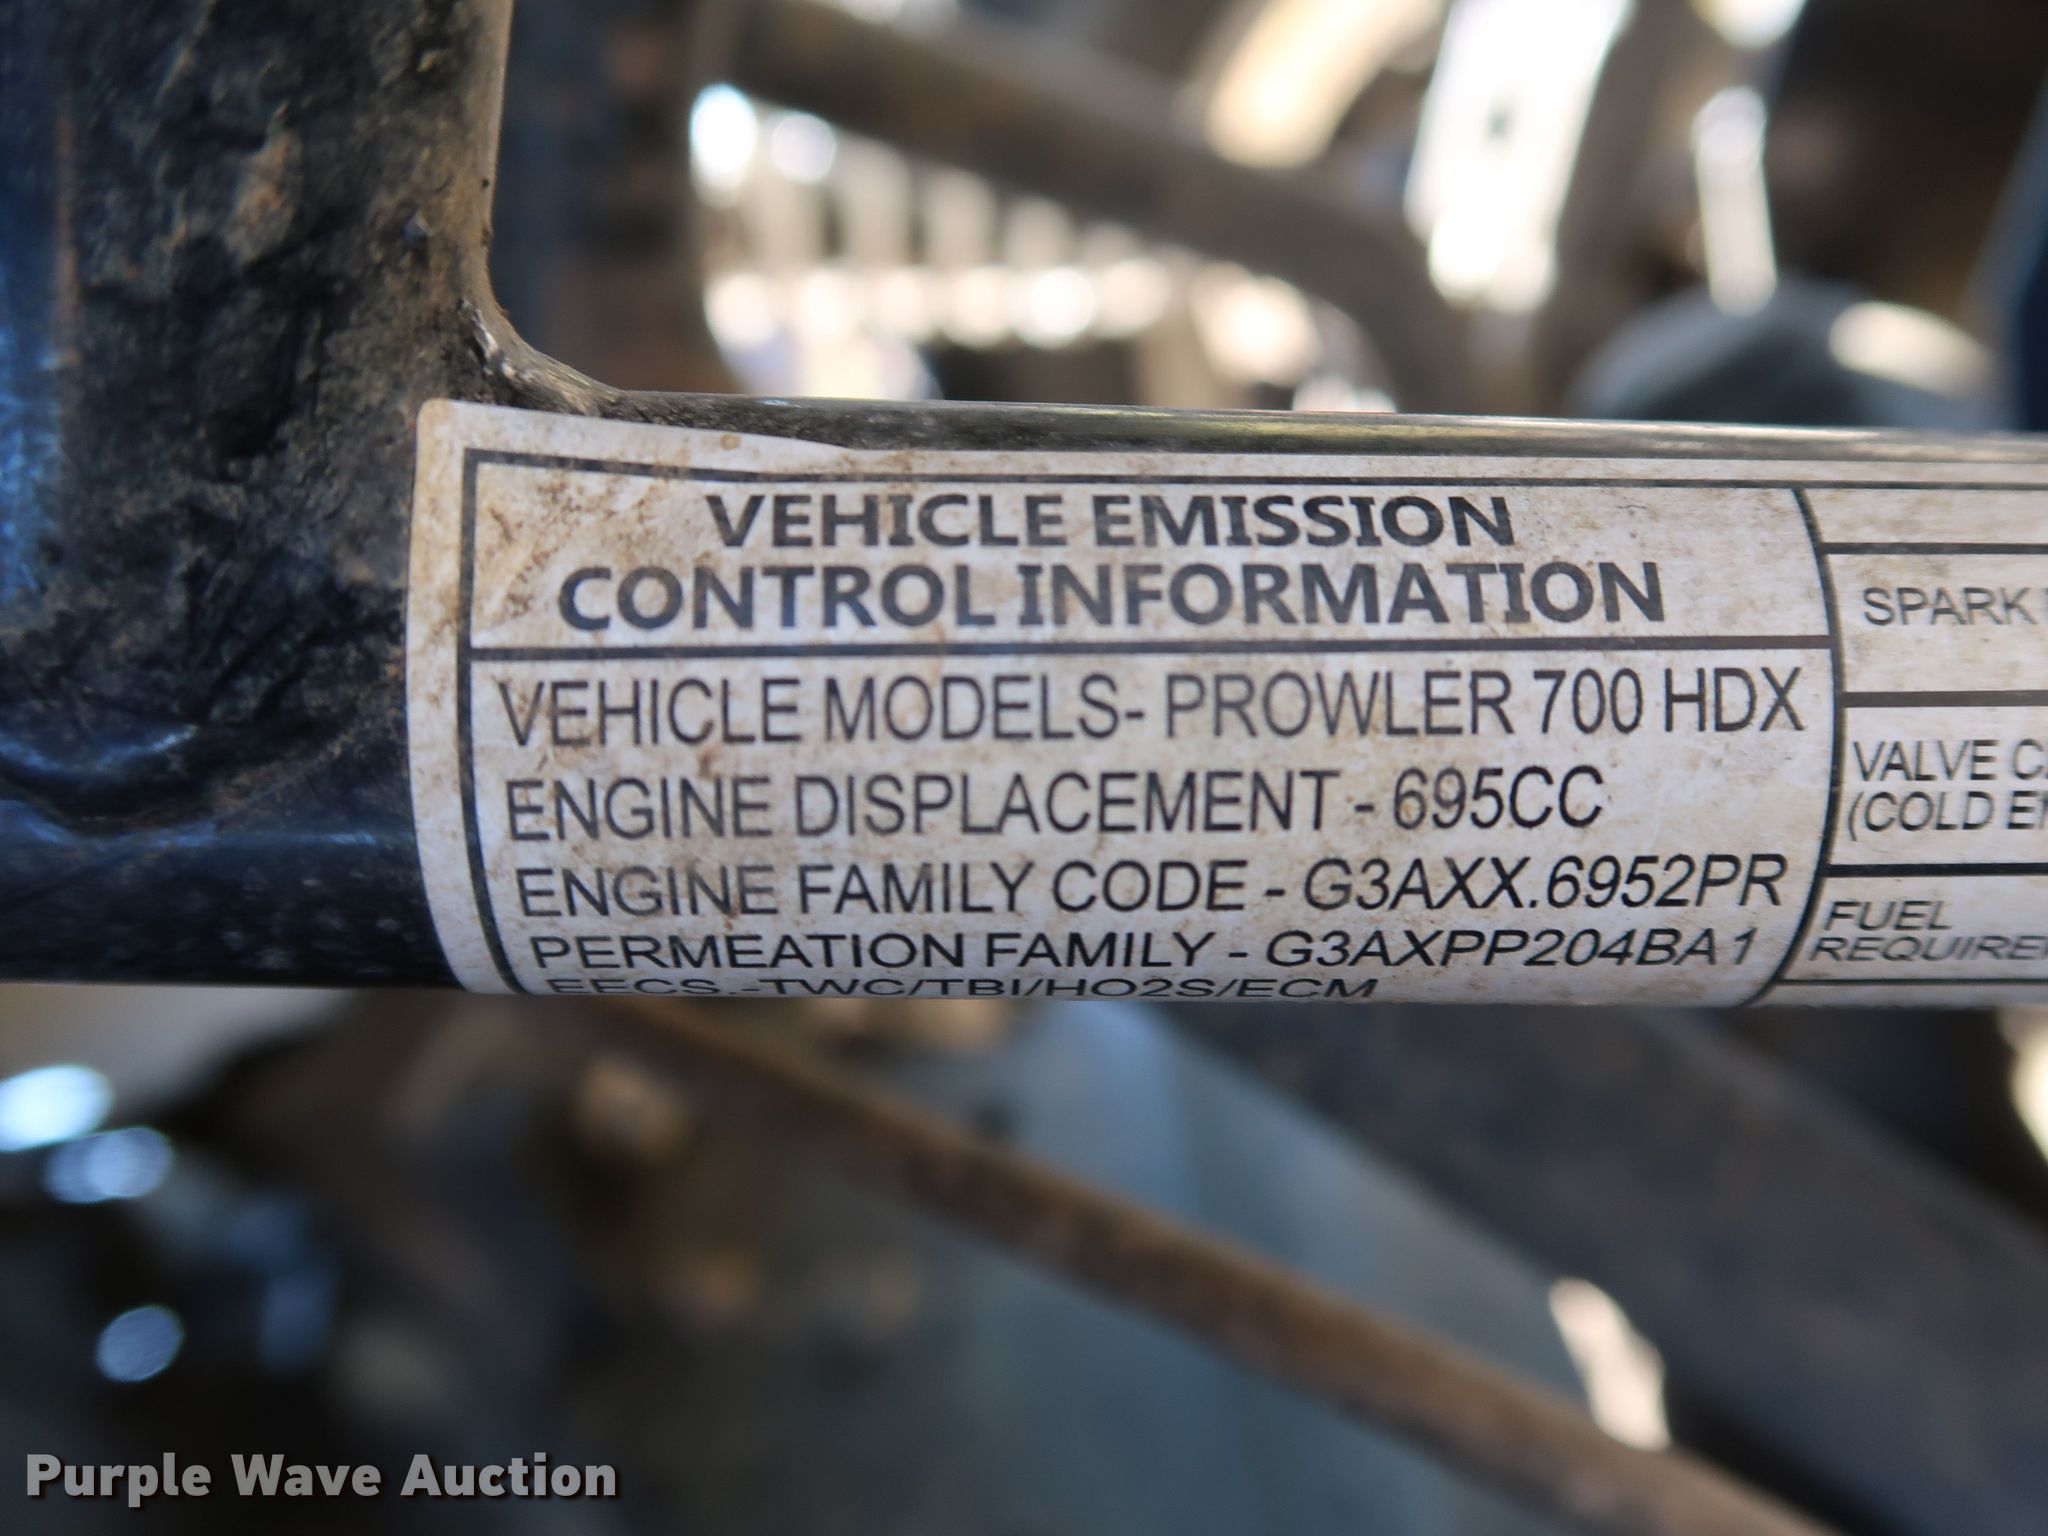 VEHICLE EMISSION
CONTROL INFORMATION
VEHICLE MODELS- PROWLER 700 HDX
ENGINE DISPLACEMENT - 695CC
ENGINE FAMILY CODE - G3AXX.6952PR
PERMEATION FAMILY - G3AXPP204BA1
EECS.-TWC/TBI/HO2S/ECM
SPARK
VALVE
(COLD
FUEL
Purple Wave Auction